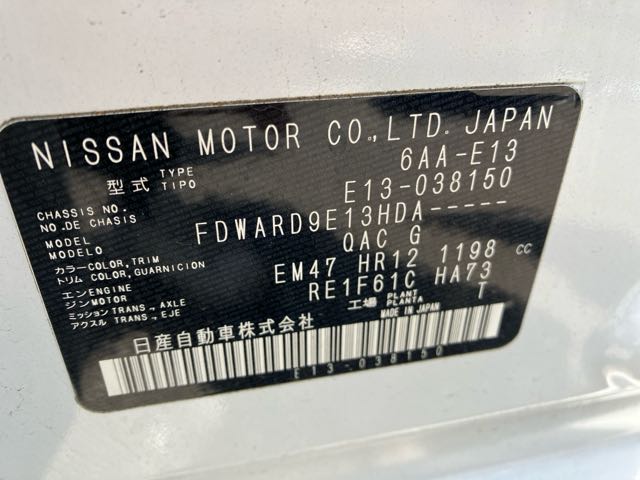 NISSAN MOTOR CO.,LTD. JAPAN
型式 TYPE TIPO 6AA-E13
CHASSIS NO. NO.DE CHASIS E13-038150
MODEL MODELO FDWARD9E13HDA-----
カラー COLOR,TRIM トリム COLOR,GUARNICION QAC G
エンエンジン ENGINE MOTOR EM47 HR12 1198 cc
ミッション TRANS.,AXLE アクスル TRANS.,EJE RE1F61C HA73
工場 PLANT PLANTA T
MADE IN JAPAN
日産自動車株式会社
E13-038150